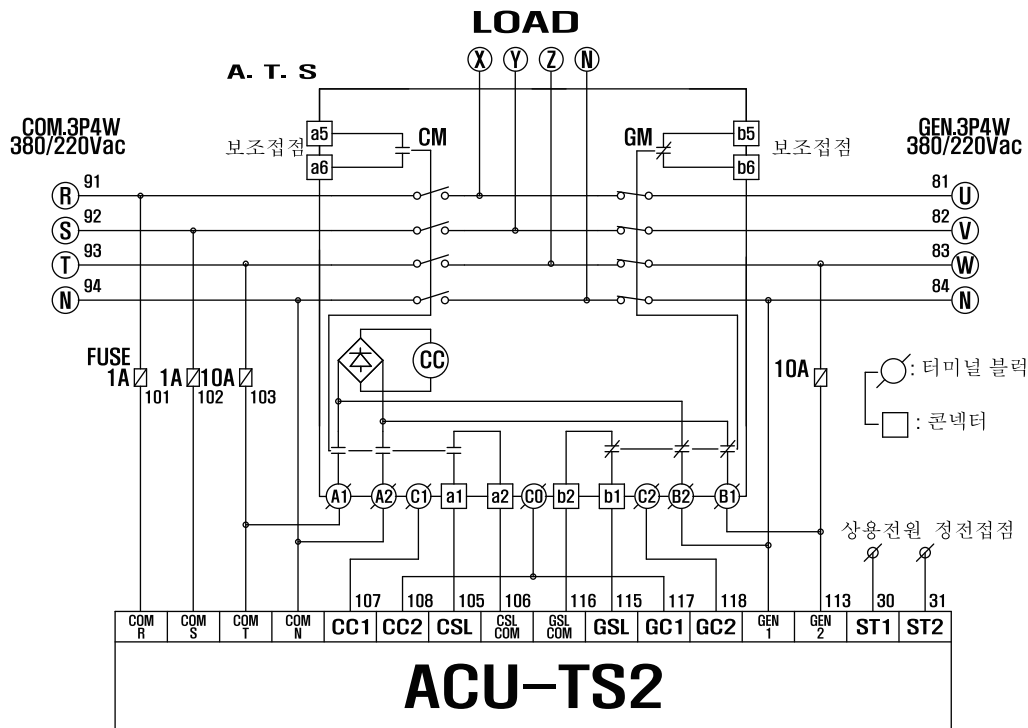 LOAD
X Y Z N
A. T. S
COM.3P4W
380/220Vac
보조접점
a5
a6
CM
GM
b5
b6
보조접점
GEN.3P4W
380/220Vac
R 91
81 U
S 92
82 V
T 93
83 W
N 94
84 N
FUSE
1A
101
1A
102
10A
103
CC
10A
: 터미널 블럭
: 콘넥터
A1 A2 C1 a1 a2 C0 b2 b1 C2 B2 B1
상용전원 정전접점
107 108 105 106 116 115 117 118 113 30 31
COM R
COM S
COM T
COM N
CC1
CC2
CSL
CSL COM
GSL COM
GSL
GC1
GC2
GEN 1
GEN 2
ST1
ST2
ACU-TS2